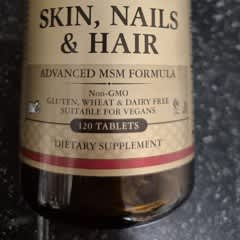 SKIN, NAILS
& HAIR
ADVANCED MSM FORMULA
Non-GMO
GLUTEN, WHEAT & DAIRY FREE
SUITABLE FOR VEGANS
120 TABLETS
DIETARY SUPPLEMENT